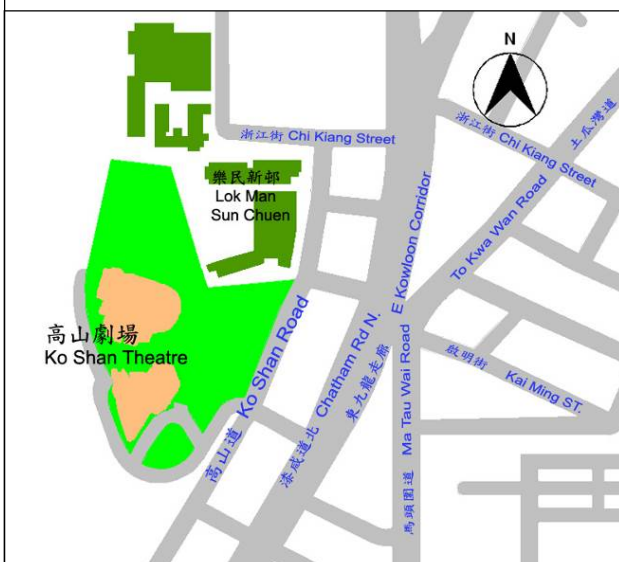 N
浙江街 Chi Kiang Street
浙江街 Chi Kiang Street
土瓜灣道
To Kwa Wan Road
樂民新邨
Lok Man
Sun Chuen
E Kowloon Corridor
東九龍走廊
高山劇場
Ko Shan Theatre
高山道 Ko Shan Road
漆咸道北 Chatham Rd N.
馬頭圍道 Ma Tau Wai Road
啟明街 Kai Ming ST.